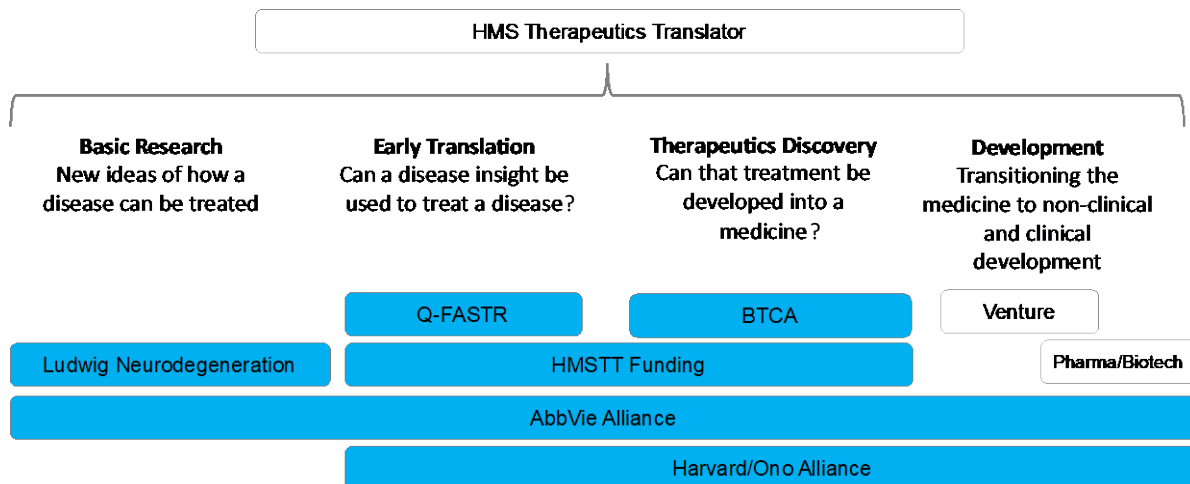 HMS Therapeutics Translator
Basic Research
New ideas of how a
disease can be treated
Early Translation
Can a disease insight be
used to treat a disease?
Therapeutics Discovery
Can that treatment be
developed into a
medicine?
Development
Transitioning the
medicine to non-clinical
and clinical
development
Q-FASTR
BTCA
Venture
Ludwig Neurodegeneration
HMSTT Funding
Pharma/Biotech
AbbVie Alliance
Harvard/Ono Alliance